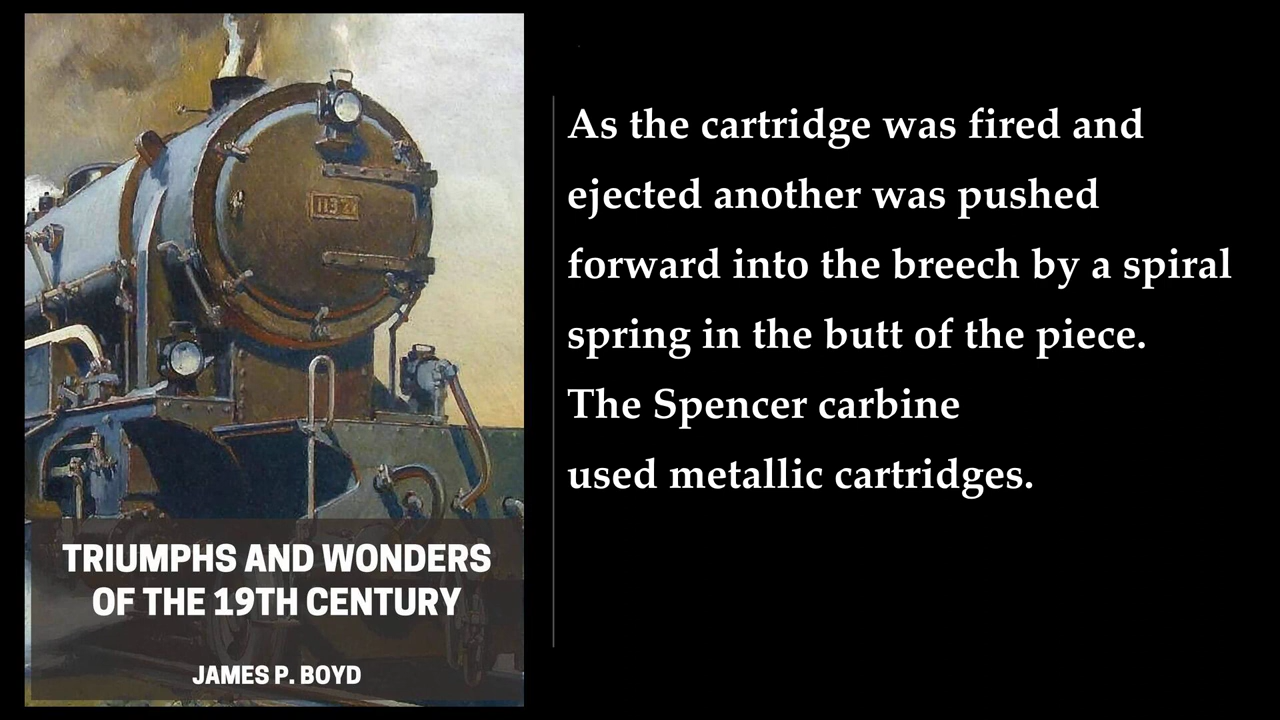 As the cartridge was fired and
ejected another was pushed
forward into the breech by a spiral
spring in the butt of the piece.
The Spencer carbine
used metallic cartridges.
TRIUMPHS AND WONDERS
OF THE 19TH CENTURY
JAMES P. BOYD